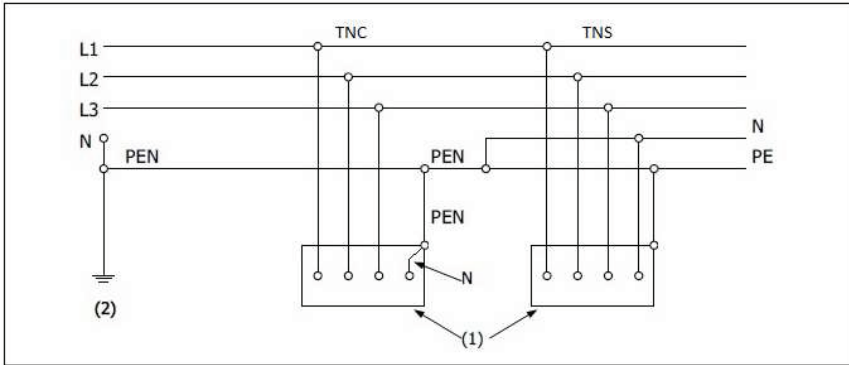 TNC TNS
L1
L2
L3
N N
PEN PEN PE
PEN
N
(2)
(1)